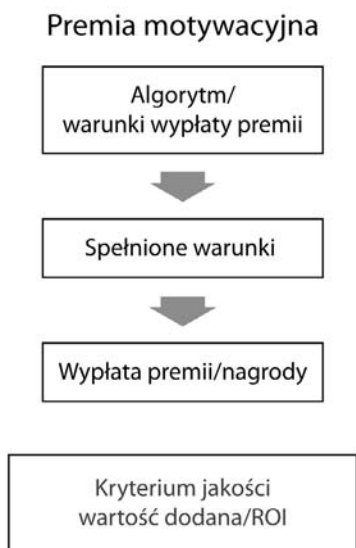 Premia motywacyjna
Algorytm/
warunki wypłaty premii
Spełnione warunki
Wypłata premii/nagrody
Kryterium jakości
wartość dodana/ROI